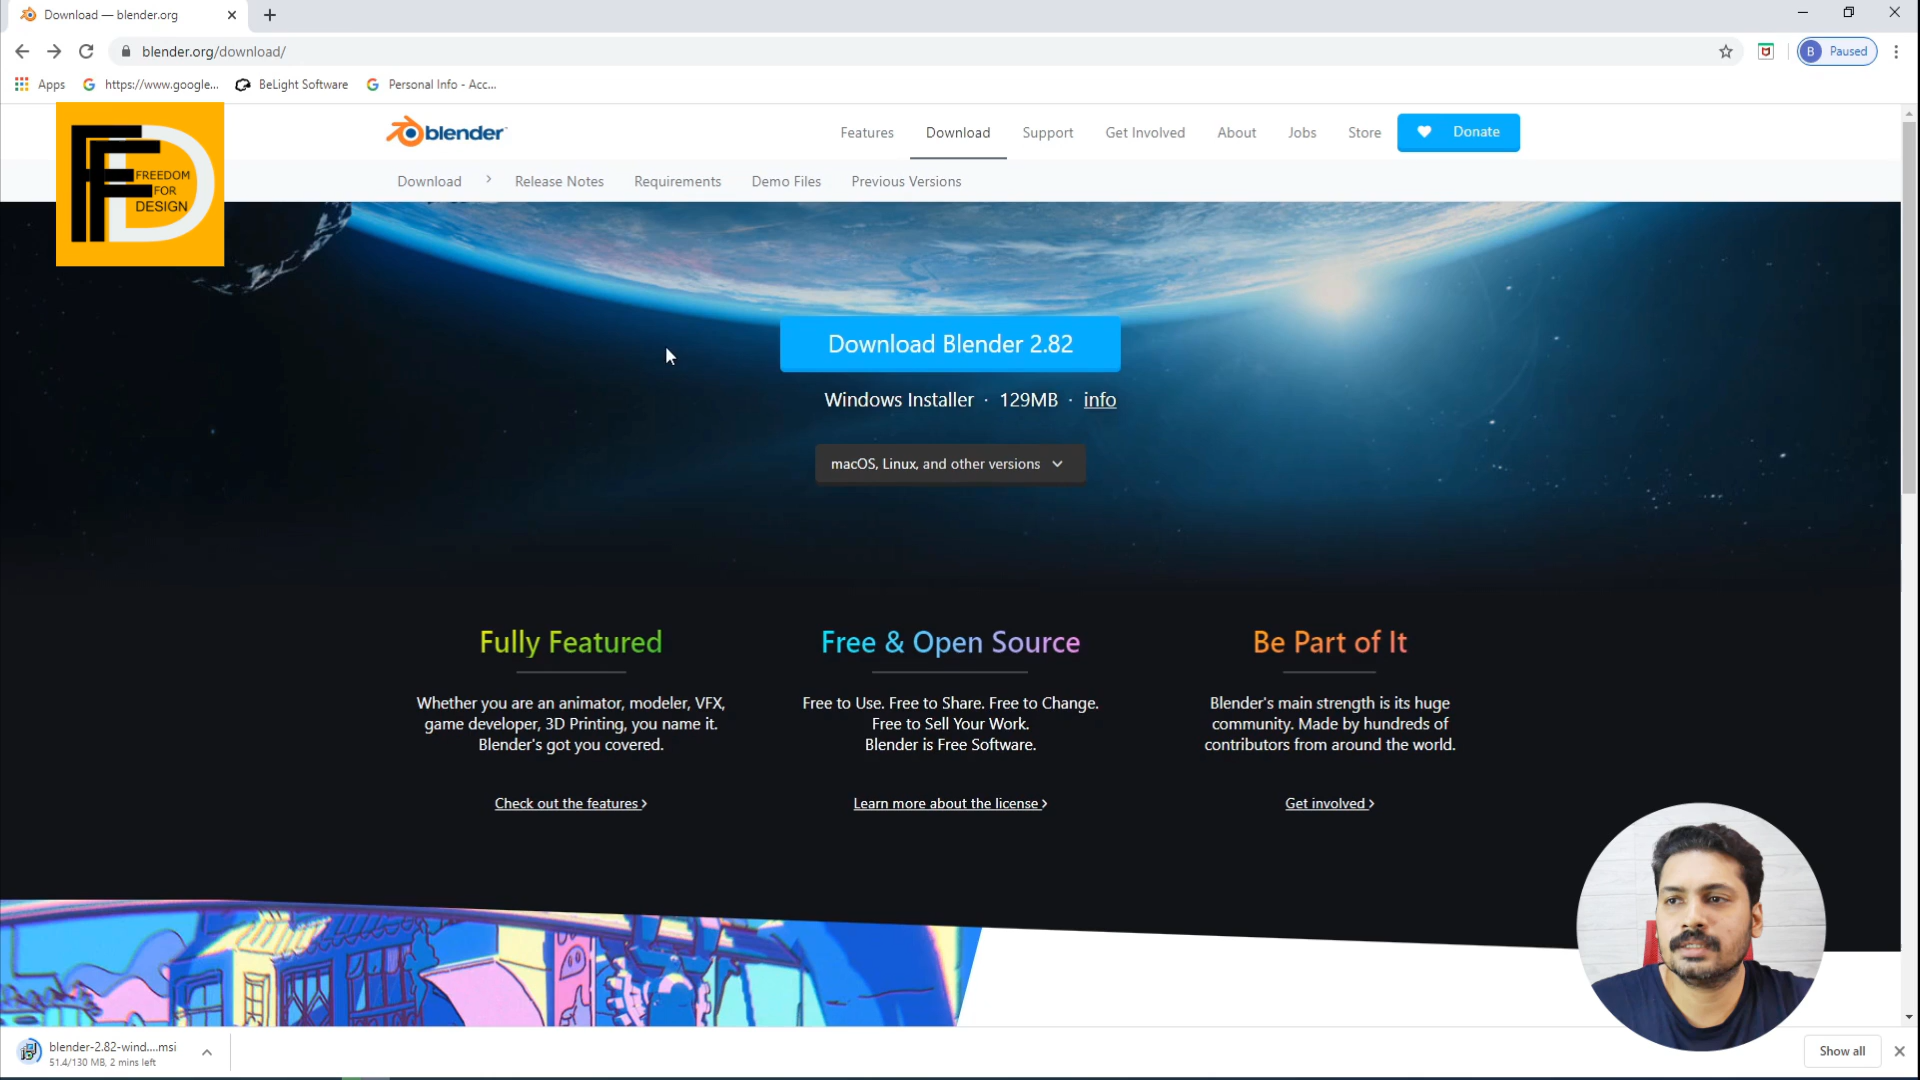 Download — blender.org
blender.org/download/
B Paused
Apps
https://www.google...
BeLight Software
Personal Info - Acc...
FREEDOM
FOR
DESIGN
blender
Features
Download
Support
Get Involved
About
Jobs
Store
Donate
Download
Release Notes
Requirements
Demo Files
Previous Versions
Download Blender 2.82
Windows Installer · 129MB · info
macOS, Linux, and other versions
Fully Featured
Whether you are an animator, modeler, VFX,
game developer, 3D Printing, you name it.
Blender's got you covered.
Check out the features
Free & Open Source
Free to Use. Free to Share. Free to Change.
Free to Sell Your Work.
Blender is Free Software.
Learn more about the license
Be Part of It
Blender's main strength is its huge
community. Made by hundreds of
contributors from around the world.
Get involved
blender-2.82-wind....msi
51.4/130 MB, 2 mins left
Show all